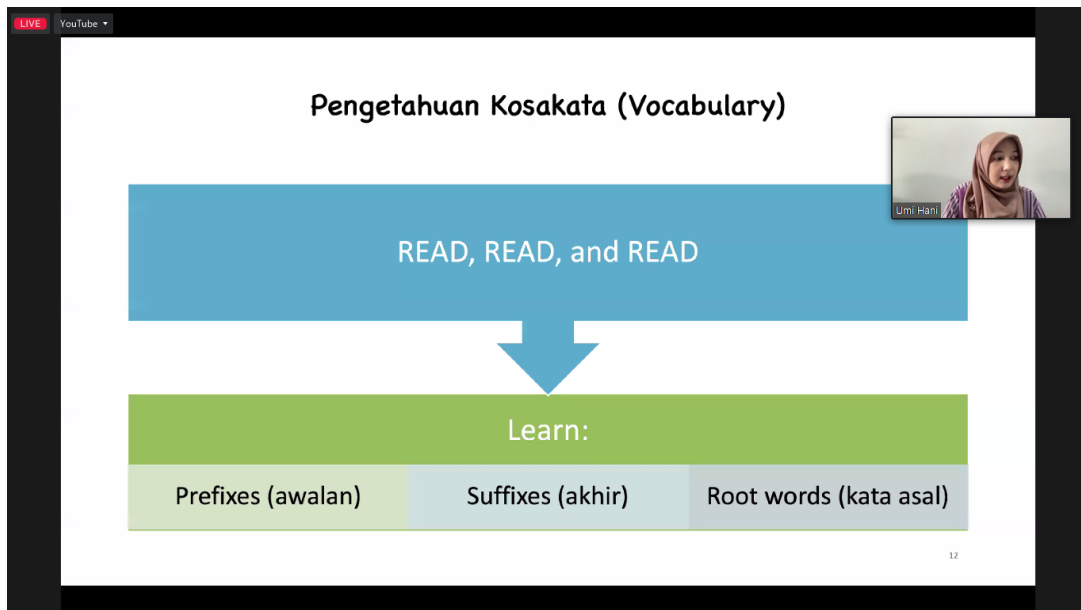 LIVE YouTube
Pengetahuan Kosakata (Vocabulary)
Umi Hani
READ, READ, and READ
Learn:
Prefixes (awalan) Suffixes (akhir) Root words (kata asal)
12